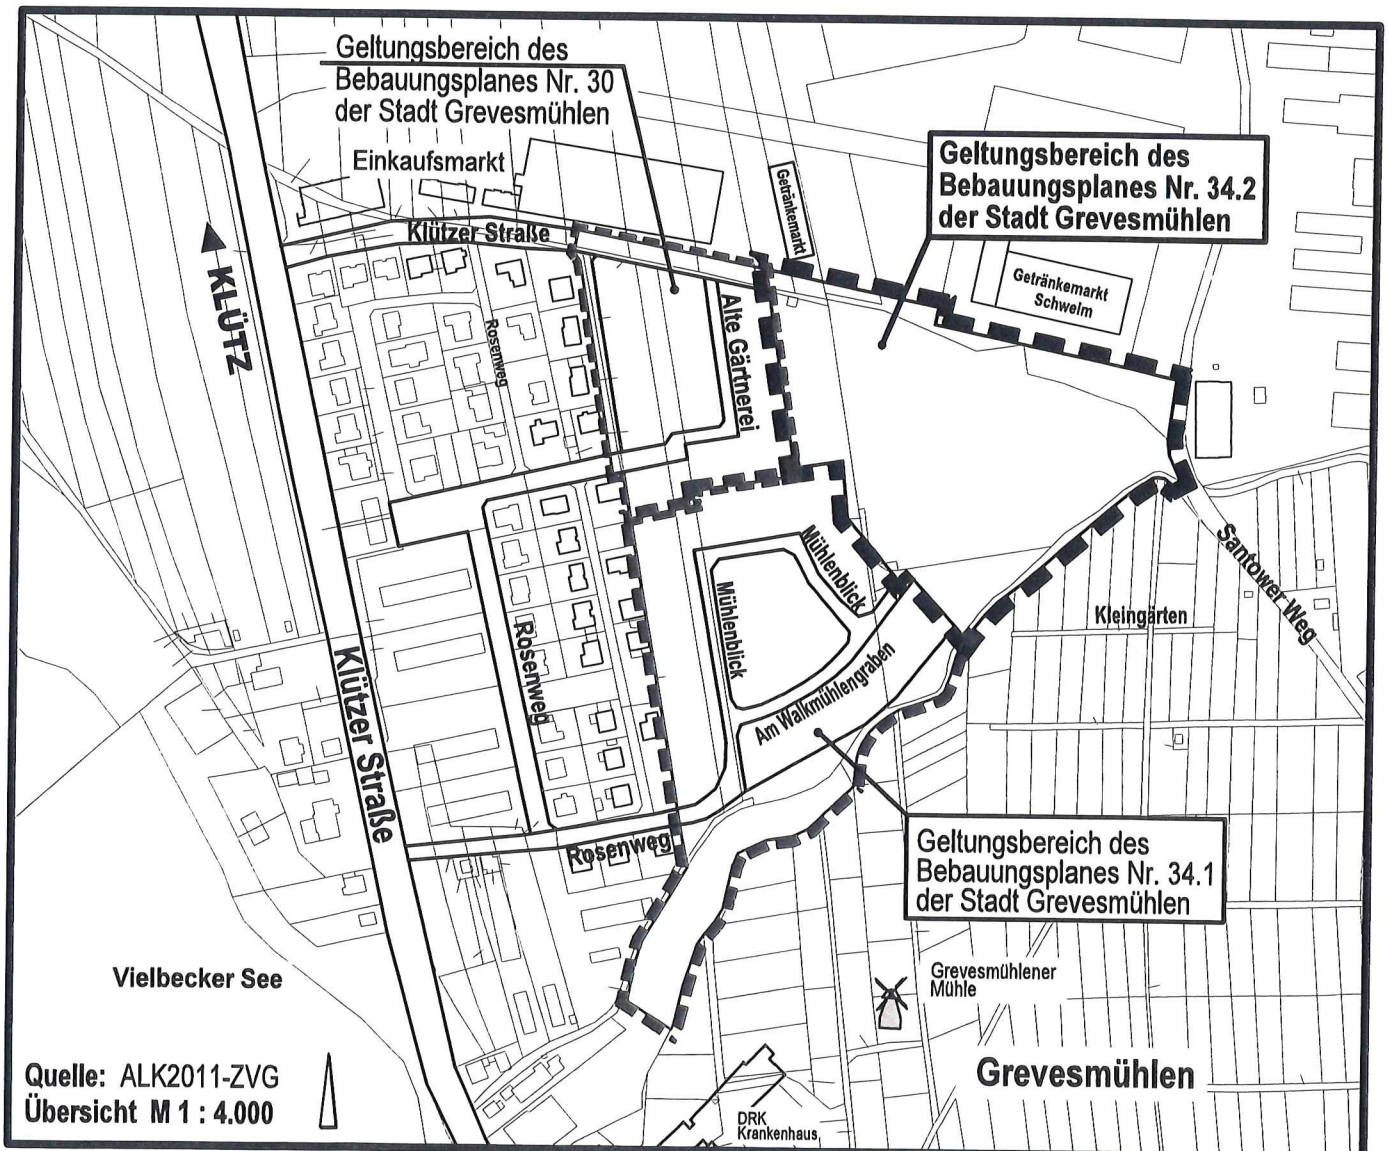 Geltungsbereich des
Bebauungsplanes Nr. 30
der Stadt Grevesmühlen
Einkaufsmarkt
Klützer Straße
Getränkemarkt
Geltungsbereich des
Bebauungsplanes Nr. 34.2
der Stadt Grevesmühlen
Getränkemarkt
Schwelm
KLÜTZ
Rosenweg
Alte Gärtnerei
Mühlenblick
Mühlenblick
Santower Weg
Kleingärten
Rosenweg
Klützer Straße
Am Walkmühlengraben
Rosenweg
Geltungsbereich des
Bebauungsplanes Nr. 34.1
der Stadt Grevesmühlen
Vielbecker See
Grevesmühlener
Mühle
Grevesmühlen
Quelle: ALK2011-ZVG
Übersicht M 1 : 4.000
DRK
Krankenhaus